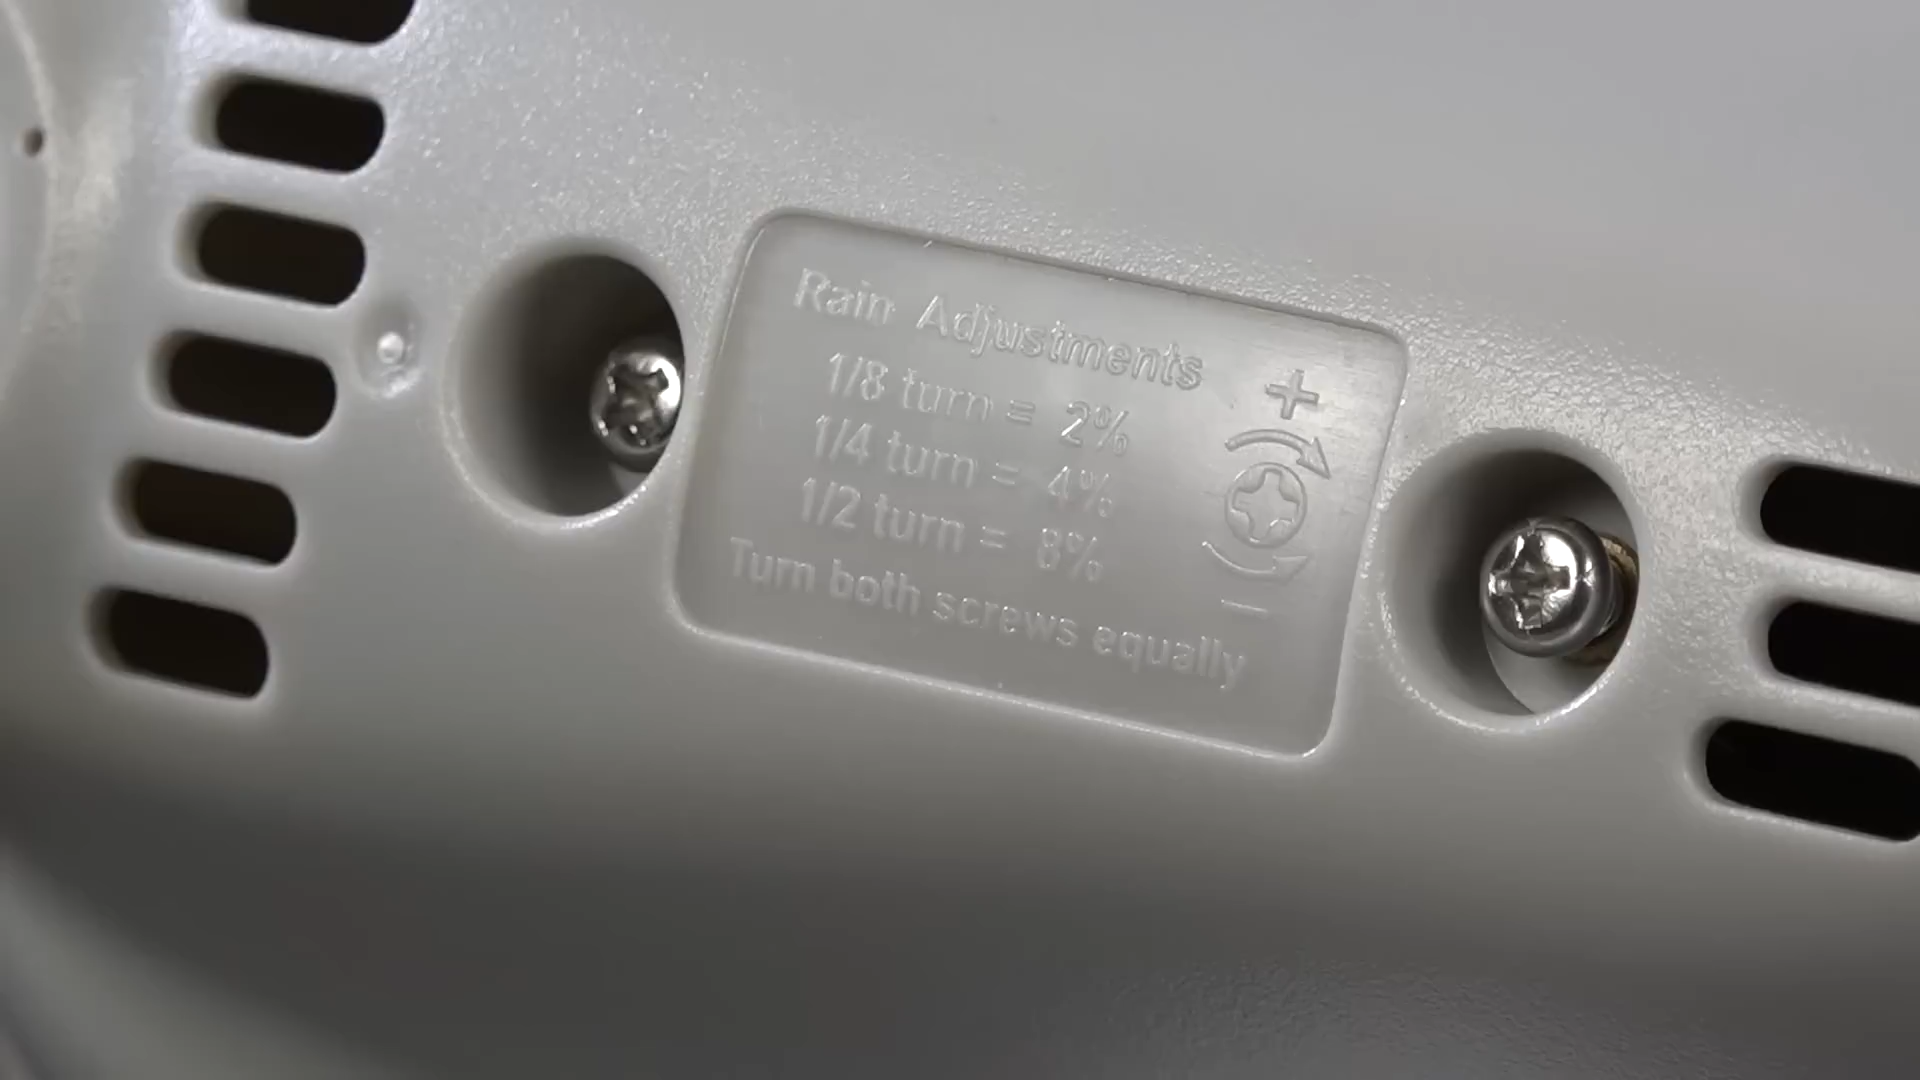 Rain Adjustments
1/8 turn = 2%
1/4 turn = 4%
1/2 turn = 8%
Turn both screws equally
+
−